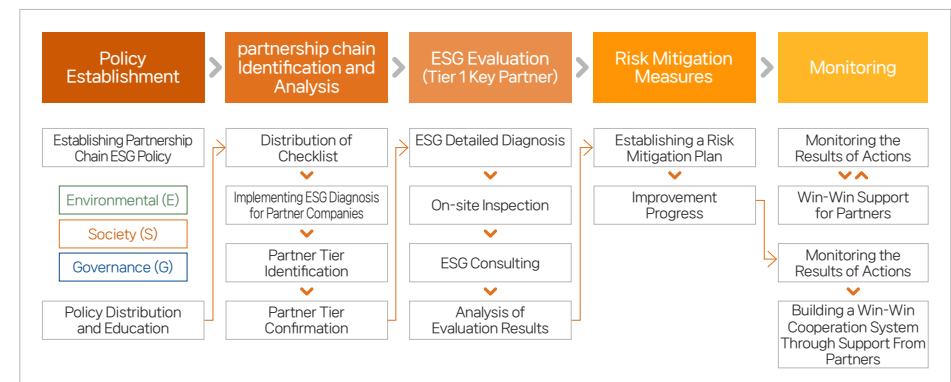 Policy
Establishment
partnership chain
Identification and
Analysis
ESG Evaluation
(Tier 1 Key Partner)
Risk Mitigation
Measures
Monitoring
Establishing Partnership
Chain ESG Policy
Environmental (E)
Society (S)
Governance (G)
Policy Distribution
and Education
Distribution of
Checklist
Implementing ESG Diagnosis
for Partner Companies
Partner Tier
Identification
Partner Tier
Confirmation
ESG Detailed Diagnosis
On-site Inspection
ESG Consulting
Analysis of
Evaluation Results
Establishing a Risk
Mitigation Plan
Improvement
Progress
Monitoring the
Results of Actions
Win-Win Support
for Partners
Monitoring the
Results of Actions
Building a Win-Win
Cooperation System
Through Support From
Partners